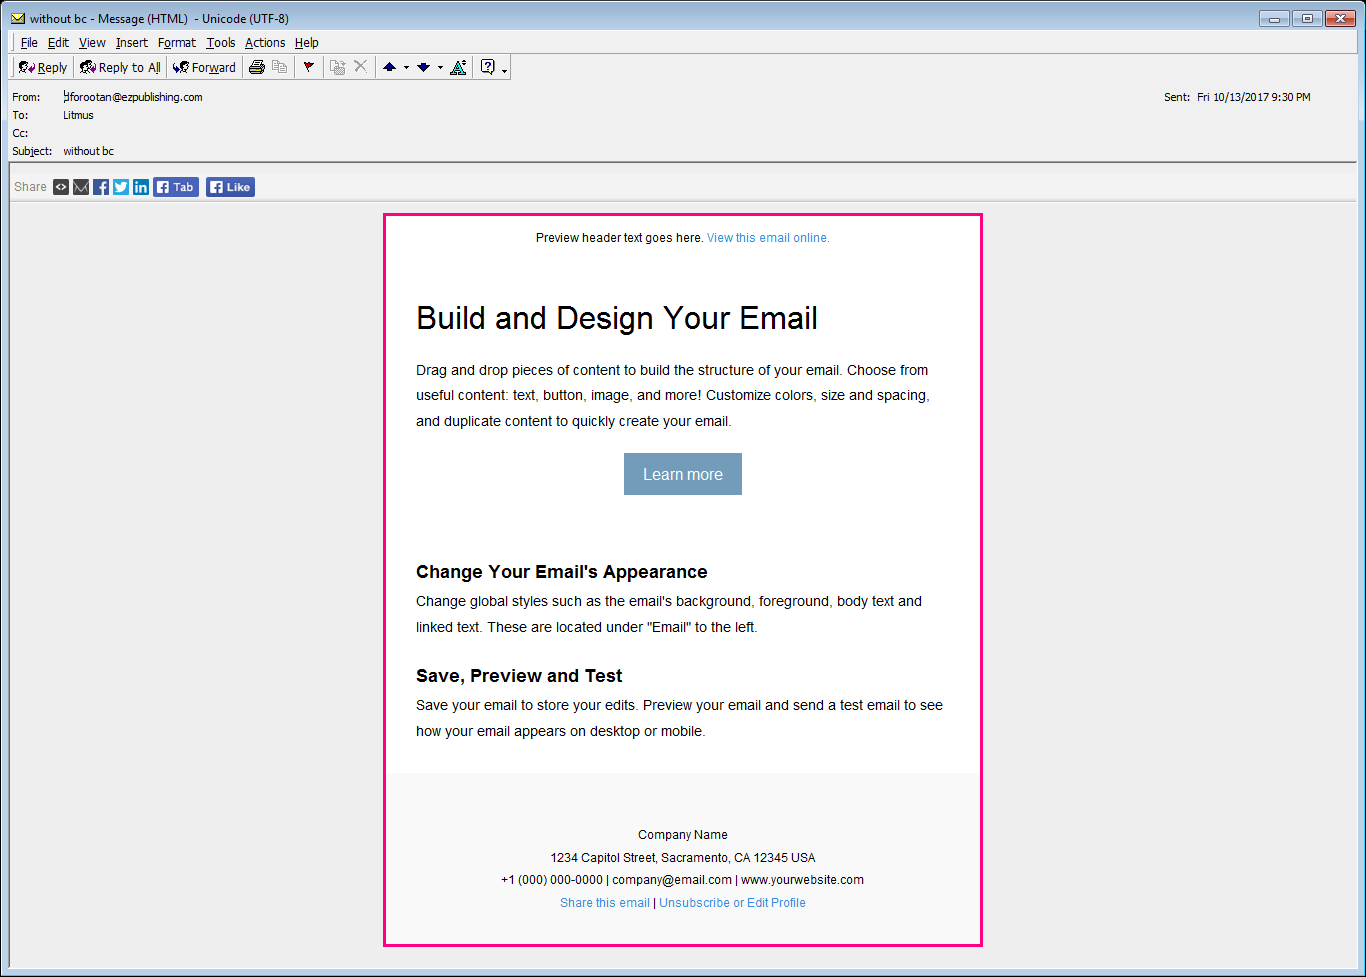 without bc - Message (HTML)  - Unicode (UTF-8)
File Edit View Insert Format Tools Actions Help
Reply Reply to All Forward
From: dforootan@ezpublishing.com Sent: Fri 10/13/2017 9:30 PM
To: Litmus
Cc:
Subject: without bc
Share Tab Like
Preview header text goes here. View this email online.
Build and Design Your Email
Drag and drop pieces of content to build the structure of your email. Choose from
useful content: text, button, image, and more! Customize colors, size and spacing,
and duplicate content to quickly create your email.
Learn more
Change Your Email's Appearance
Change global styles such as the email's background, foreground, body text and
linked text. These are located under "Email" to the left.
Save, Preview and Test
Save your email to store your edits. Preview your email and send a test email to see
how your email appears on desktop or mobile.
Company Name
1234 Capitol Street, Sacramento, CA 12345 USA
+1 (000) 000-0000 | company@email.com | www.yourwebsite.com
Share this email | Unsubscribe or Edit Profile